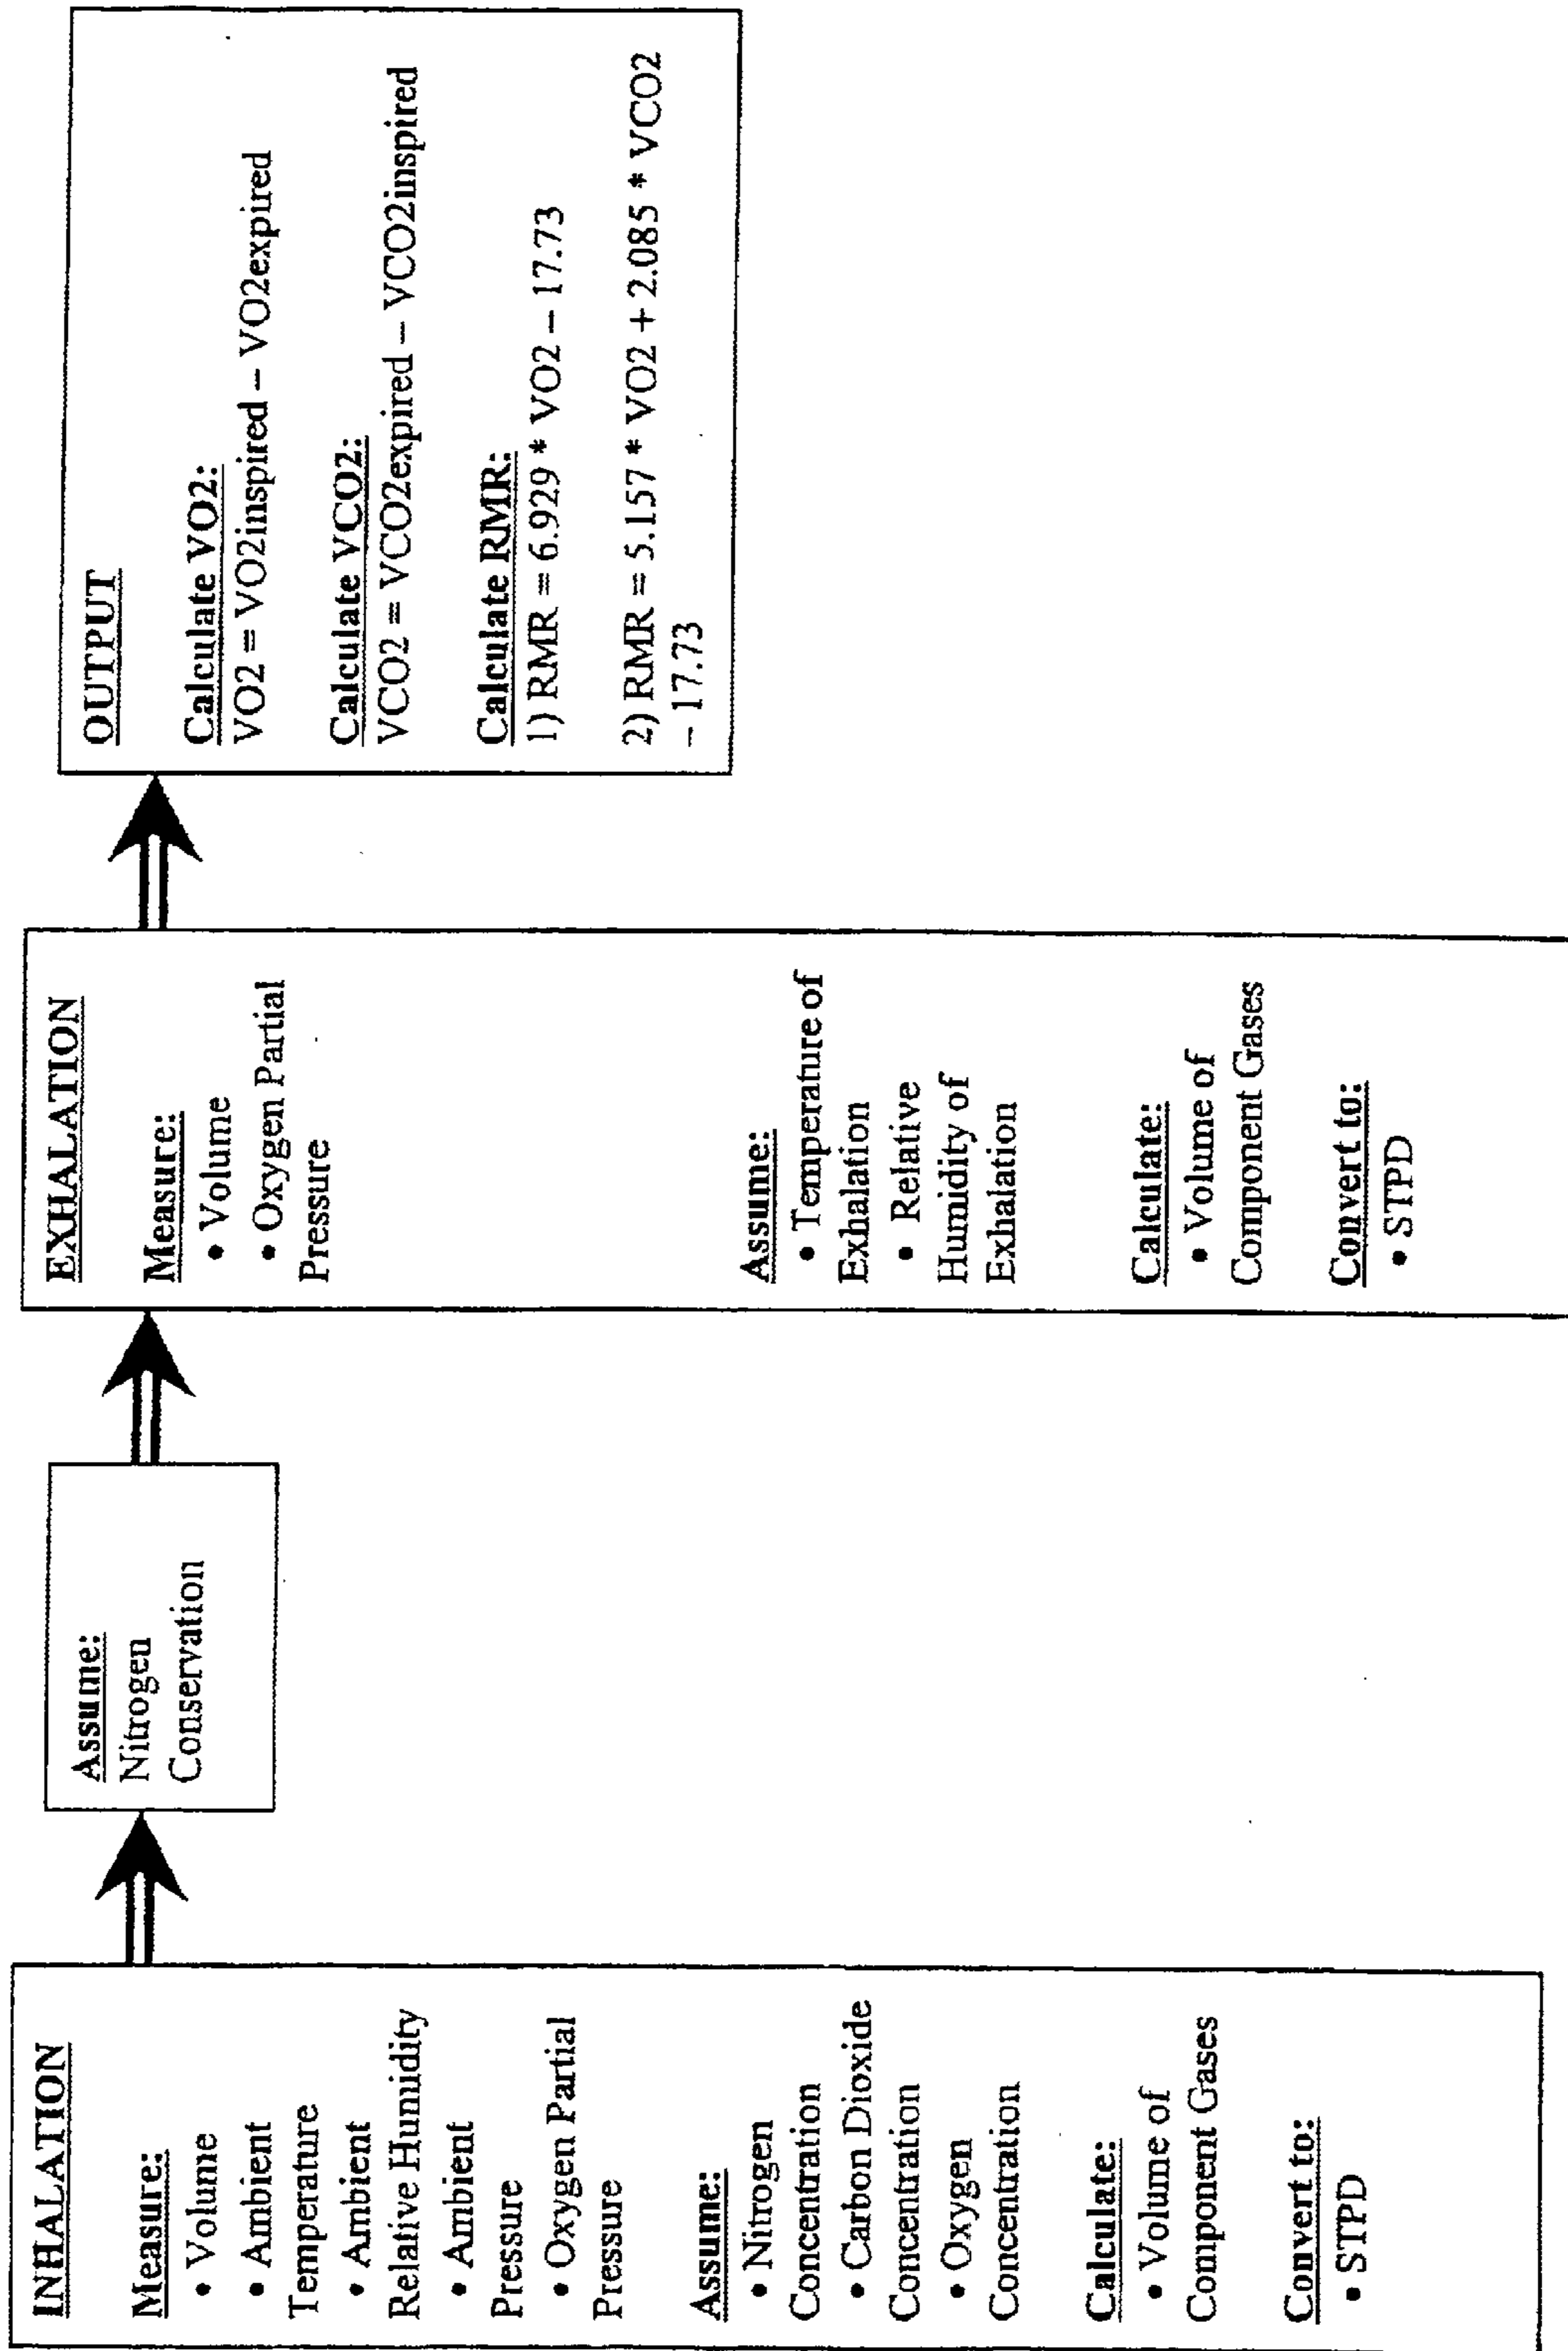 INHALATION
Measure:
• Volume
• Ambient
Temperature
• Ambient
Relative Humidity
• Ambient
Pressure
• Oxygen Partial
Pressure
Assume:
• Nitrogen
Concentration
• Carbon Dioxide
Concentration
• Oxygen
Concentration
Calculate:
• Volume of
Component Gases
Convert to:
• STPD
Assume:
Nitrogen
Conservation
EXHALATION
Measure:
• Volume
• Oxygen Partial
Pressure
Assume:
• Temperature of
Exhalation
• Relative
Humidity of
Exhalation
Calculate:
• Volume of
Component Gases
Convert to:
• STPD
OUTPUT
Calculate VO2:
VO2 = VO2inspired – VO2expired
Calculate VCO2:
VCO2 = VCO2expired – VCO2inspired
Calculate RMR:
1) RMR = 6.929 * VO2 – 17.73
2) RMR = 5.157 * VO2 + 2.085 * VCO2
– 17.73